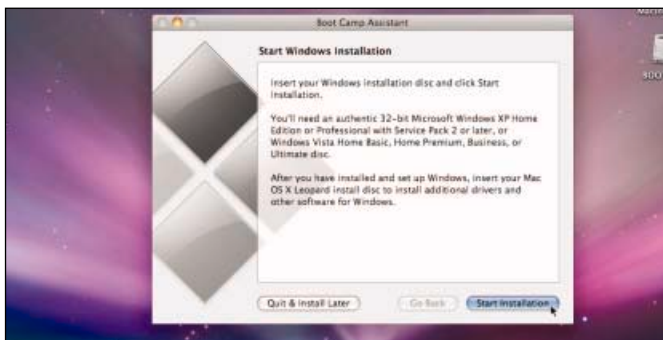 Boot Camp Assistant
Start Windows Installation
Insert your Windows installation disc and click Start
Installation.
You'll need an authentic 32-bit Microsoft Windows XP Home
Edition or Professional with Service Pack 2 or later, or
Windows Vista Home Basic, Home Premium, Business, or
Ultimate disc.
After you have installed and set up Windows, insert your Mac
OS X Leopard install disc to install additional drivers and
other software for Windows.
Quit & Install Later
Go Back
Start Installation